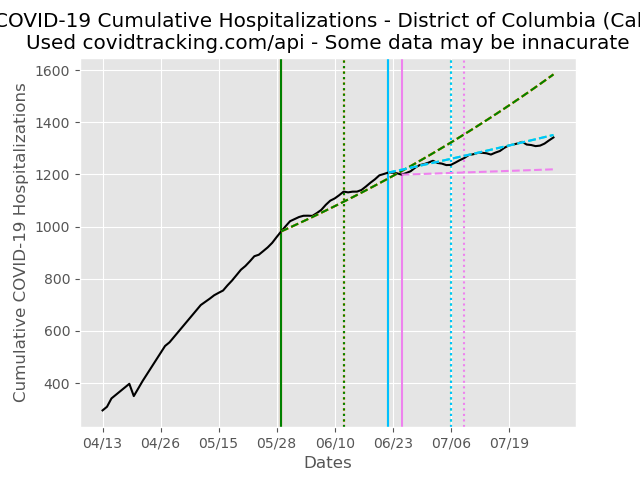 COVID-19 Cumulative Hospitalizations - District of Columbia (Cal
Used covidtracking.com/api - Some data may be innacurate
Cumulative COVID-19 Hospitalizations
1600
1400
1200
1000
800
600
400
04/13 04/26 05/15 05/28 06/10 06/23 07/06 07/19
Dates